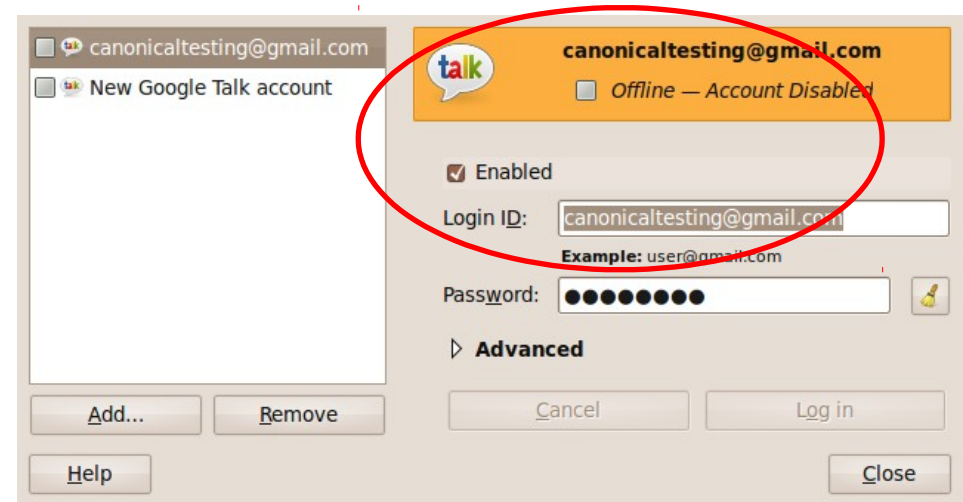 canonicaltesting@gmail.com
New Google Talk account
Add...
Remove
Help
talk
canonicaltesting@gmail.com
Offline — Account Disabled
Enabled
Login ID:
canonicaltesting@gmail.com
Example: user@gmail.com
Password:
●●●●●●●●
Advanced
Cancel
Log in
Close